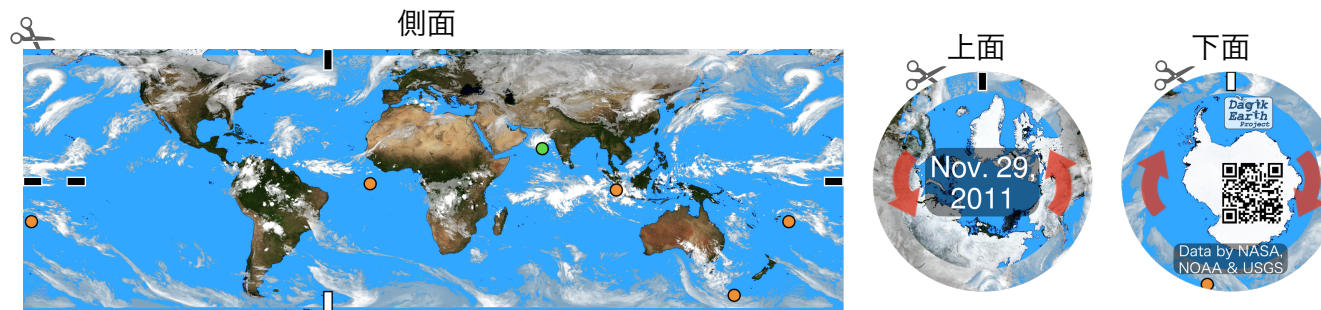 側面
上面
下面
Nov. 29,
2011
Dagik
Earth
Project
Data by NASA,
NOAA & USGS